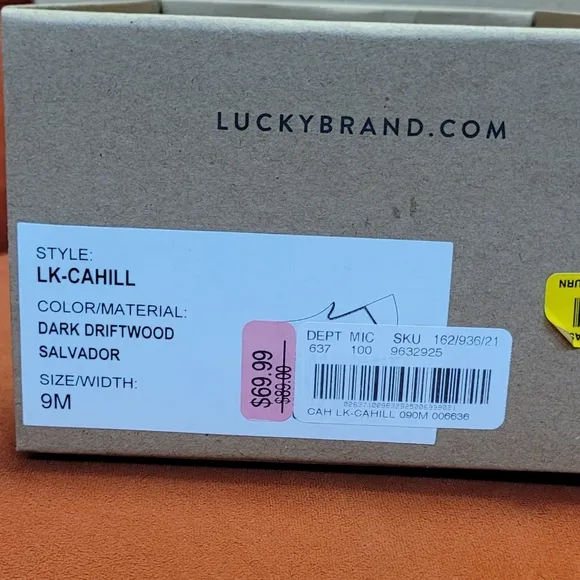 LUCKYBRAND.COM
STYLE:
LK-CAHILL
COLOR/MATERIAL:
DARK DRIFTWOOD
SALVADOR
SIZE/WIDTH:
9M
$69.99
$89.00
DEPT MIC SKU 162/936/21
637 100 9632925
CAH LK-CAHILL 090M 006636
URN